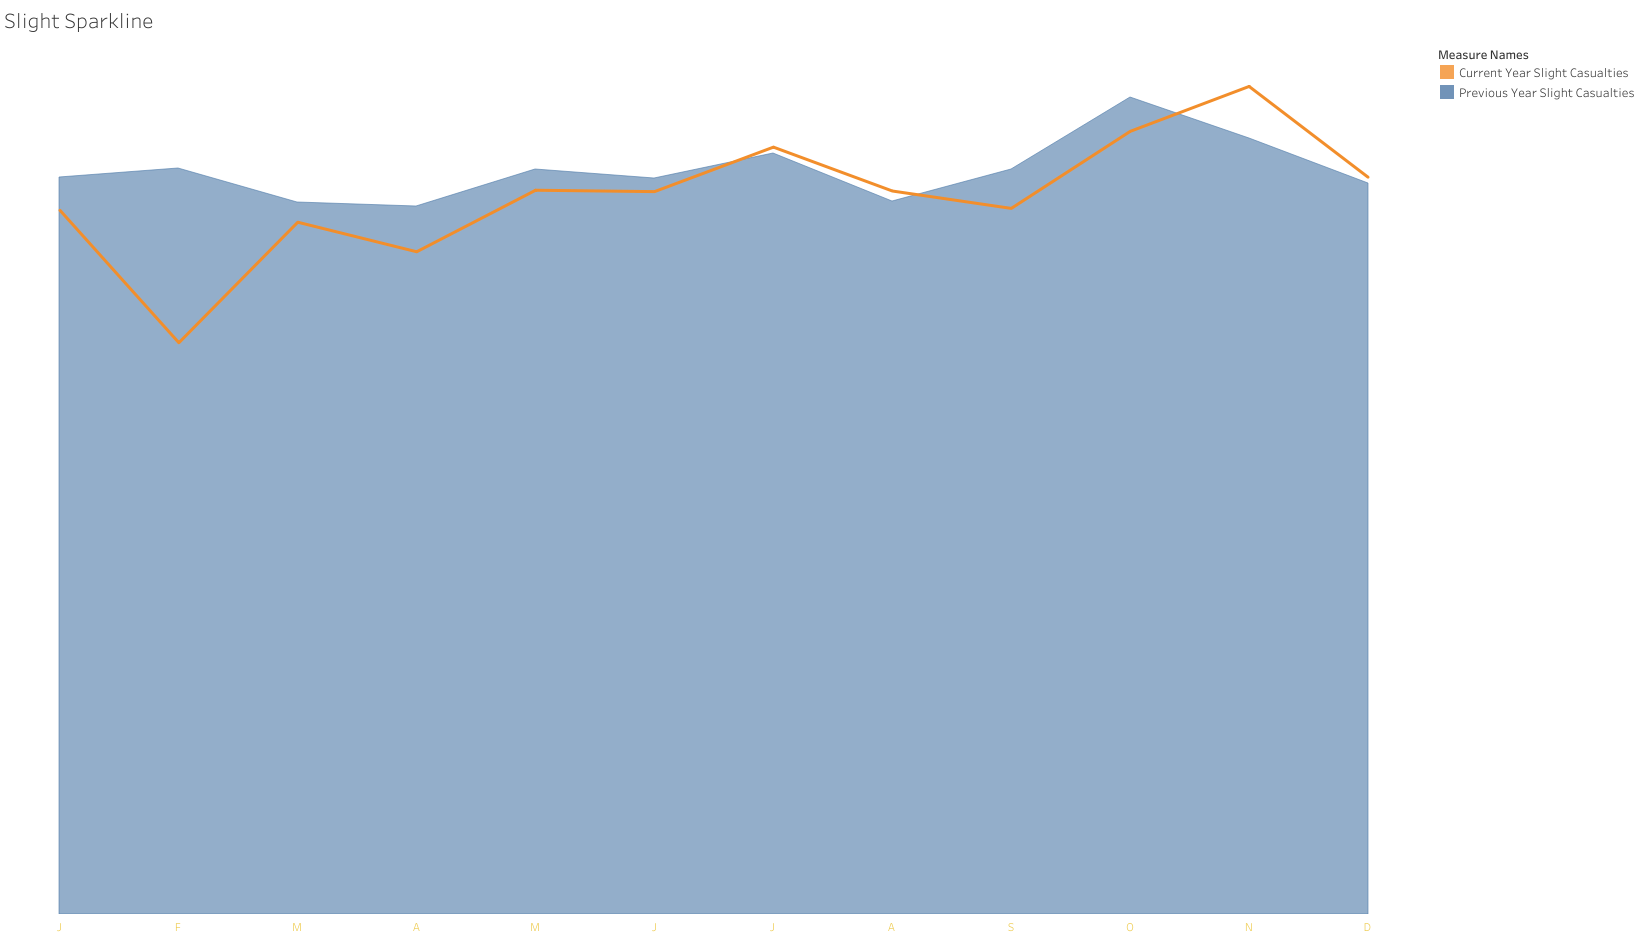 Slight Sparkline
Measure Names
Current Year Slight Casualties
Previous Year Slight Casualties
J F M A M J J A S O N D